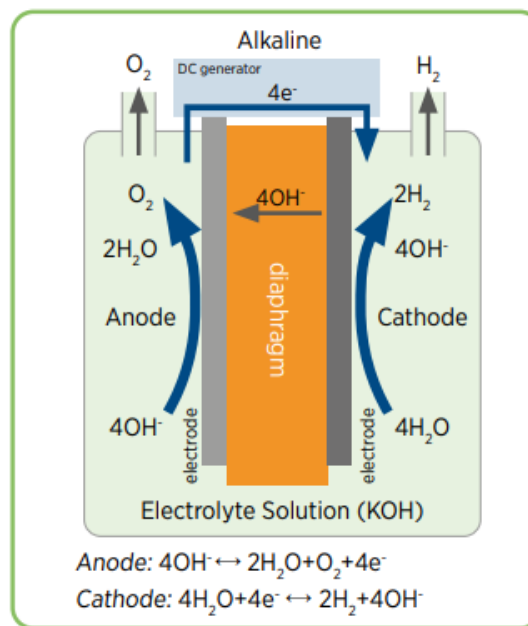 Alkaline
O₂
DC generator
H₂
4e⁻
O₂
4OH⁻
2H₂
2H₂O
4OH⁻
diaphragm
Anode
Cathode
4OH⁻
electrode
electrode
4H₂O
Electrolyte Solution (KOH)
Anode: 4OH⁻ ↔ 2H₂O+O₂+4e⁻
Cathode: 4H₂O+4e⁻ ↔ 2H₂+4OH⁻